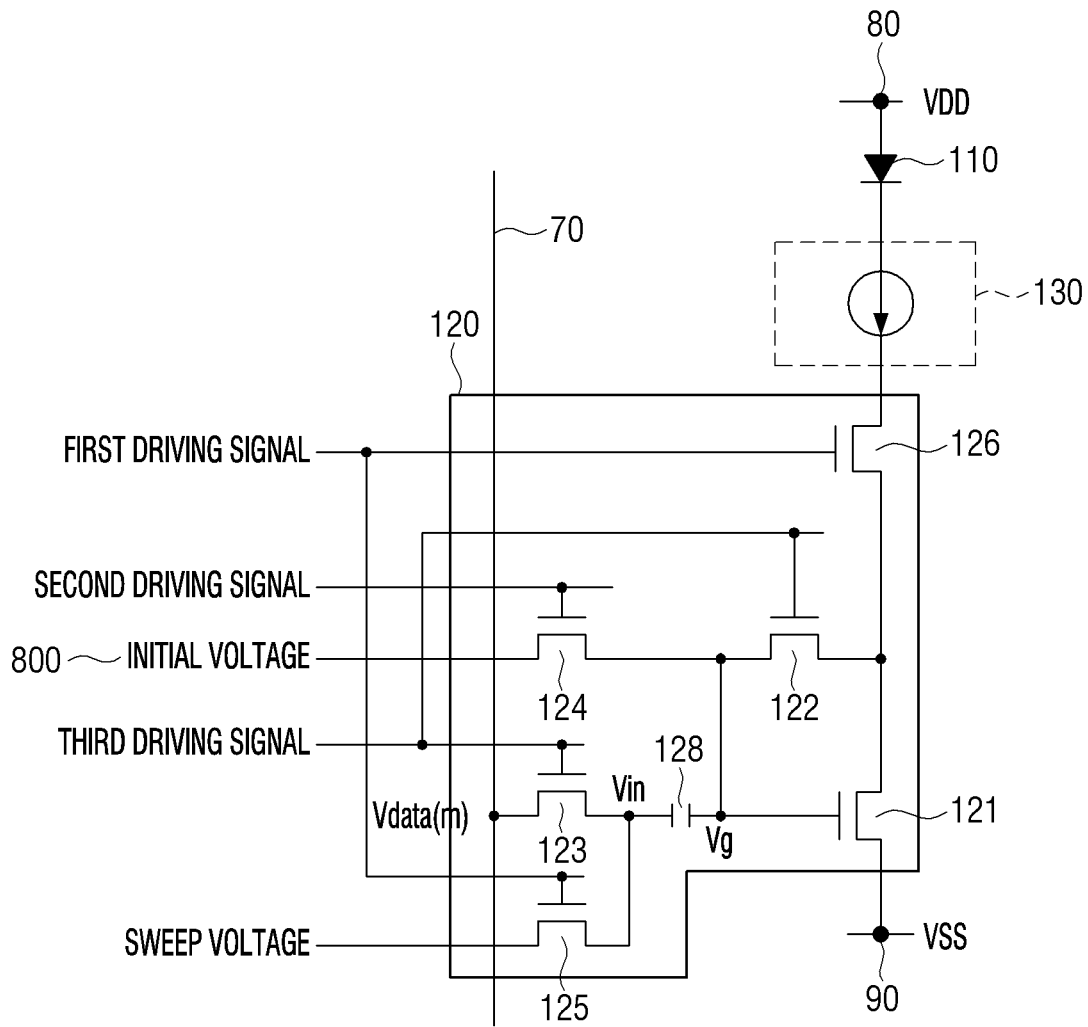 80
VDD
110
70
130
120
FIRST DRIVING SIGNAL
126
SECOND DRIVING SIGNAL
800 INITIAL VOLTAGE
124
122
THIRD DRIVING SIGNAL
128
Vin
Vdata(m)
121
123
Vg
SWEEP VOLTAGE
VSS
125
90